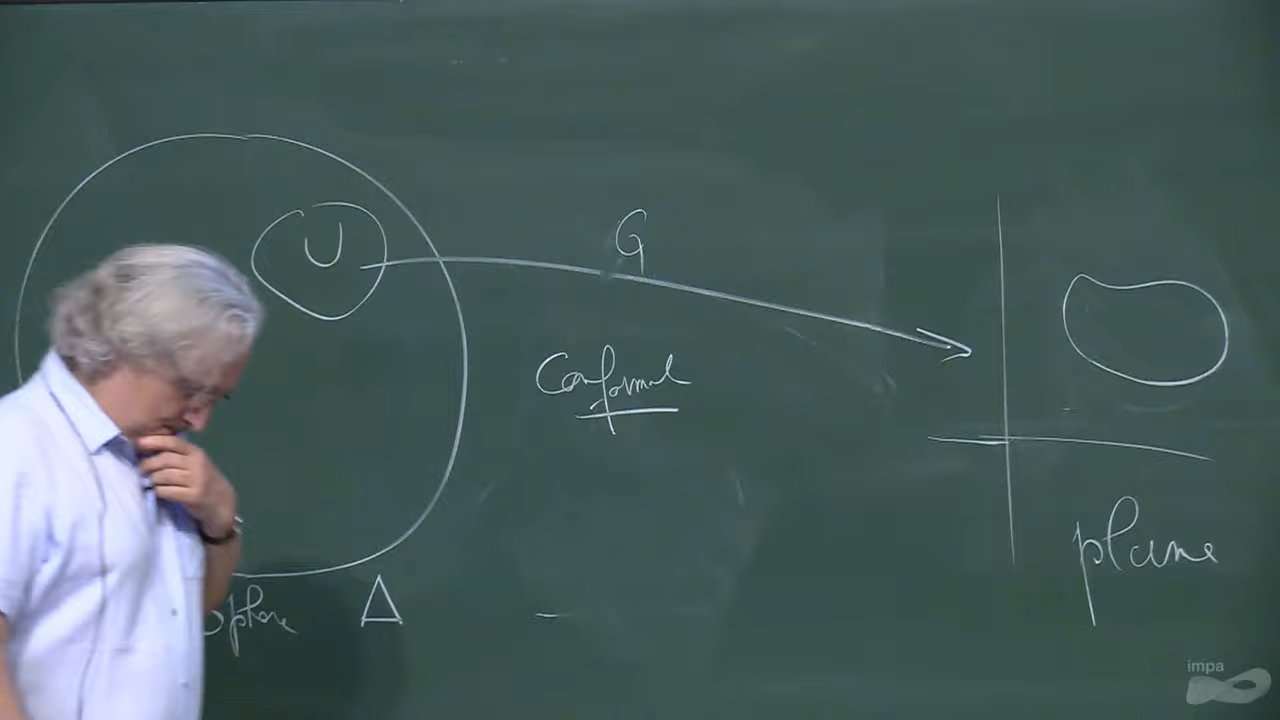 U
G
Conformal
sphere Δ
plane
impa